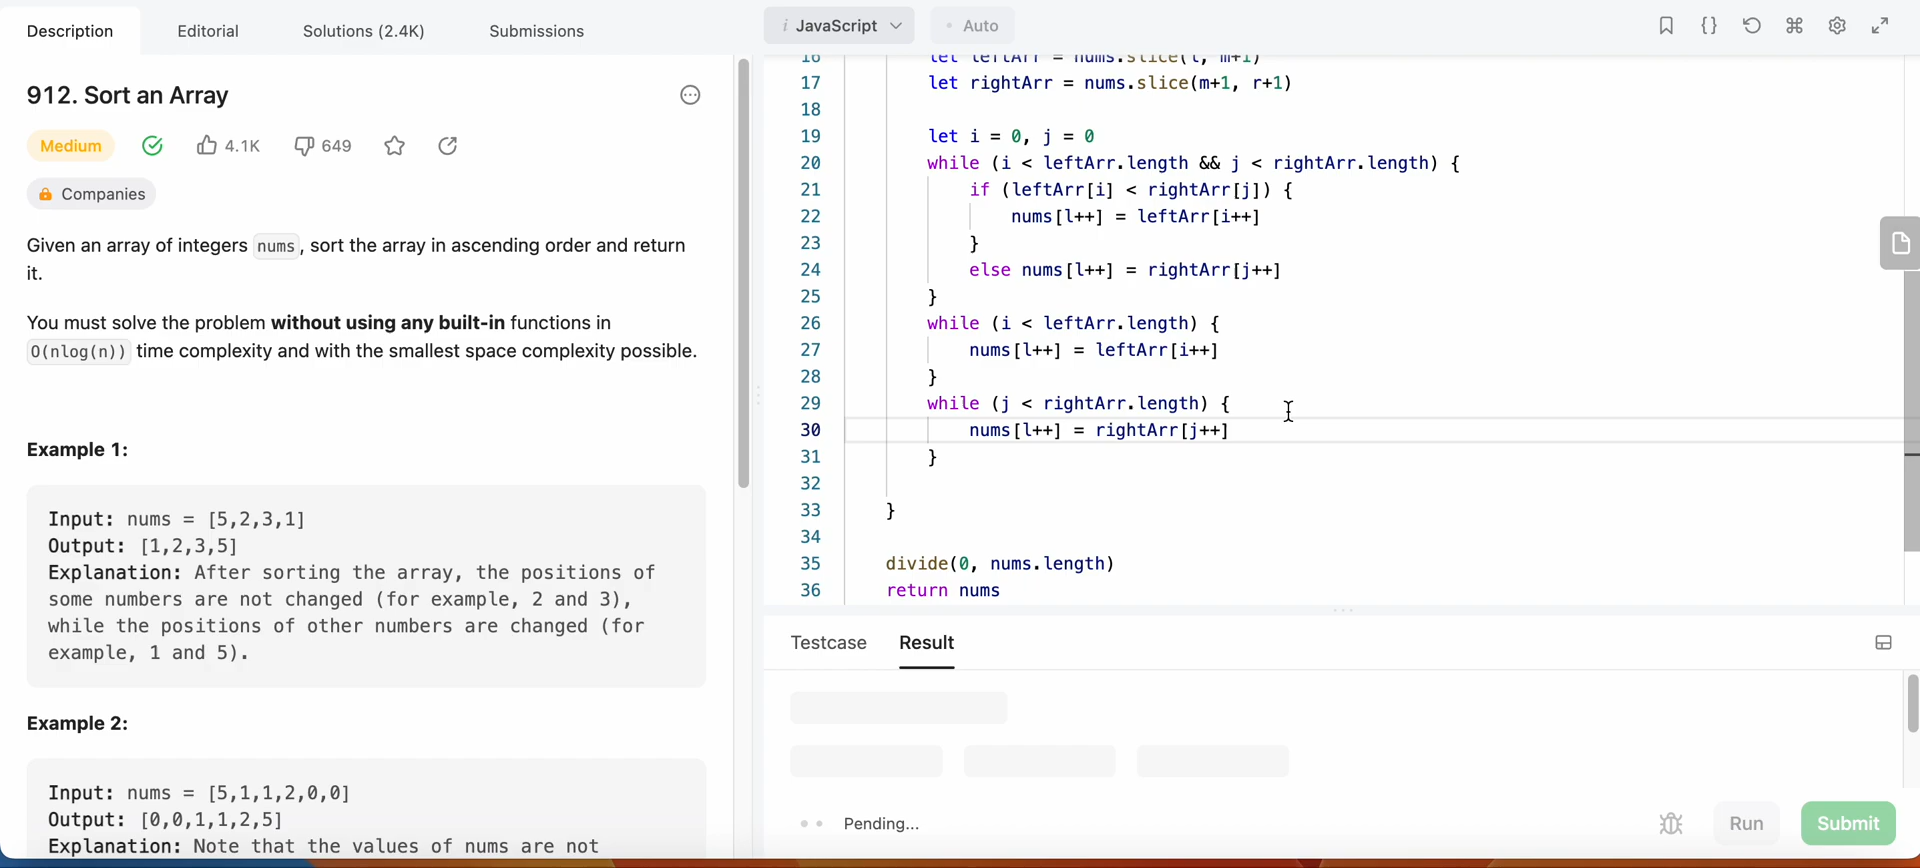 Description Editorial Solutions (2.4K) Submissions
912. Sort an Array
Medium 4.1K 649
Companies
Given an array of integers nums, sort the array in ascending order and return
it.
You must solve the problem without using any built-in functions in
O(nlog(n)) time complexity and with the smallest space complexity possible.
Example 1:
Input: nums = [5,2,3,1]
Output: [1,2,3,5]
Explanation: After sorting the array, the positions of
some numbers are not changed (for example, 2 and 3),
while the positions of other numbers are changed (for
example, 1 and 5).
Example 2:
Input: nums = [5,1,1,2,0,0]
Output: [0,0,1,1,2,5]
Explanation: Note that the values of nums are not
i JavaScript Auto
16 let leftArr = nums.slice(l, m+1)
17 let rightArr = nums.slice(m+1, r+1)
18
19 let i = 0, j = 0
20 while (i < leftArr.length && j < rightArr.length) {
21 if (leftArr[i] < rightArr[j]) {
22 nums[l++] = leftArr[i++]
23 }
24 else nums[l++] = rightArr[j++]
25 }
26 while (i < leftArr.length) {
27 nums[l++] = leftArr[i++]
28 }
29 while (j < rightArr.length) {
30 nums[l++] = rightArr[j++]
31 }
32
33 }
34
35 divide(0, nums.length)
36 return nums
Testcase Result
Pending...
Run Submit